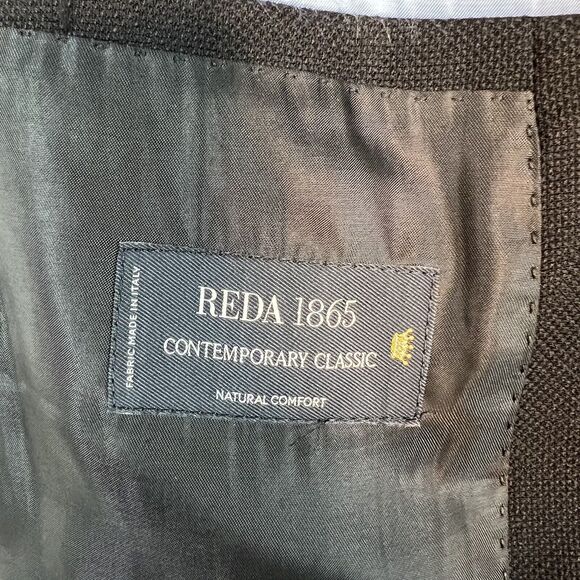 FABRIC MADE IN ITALY
REDA 1865
CONTEMPORARY CLASSIC
NATURAL COMFORT